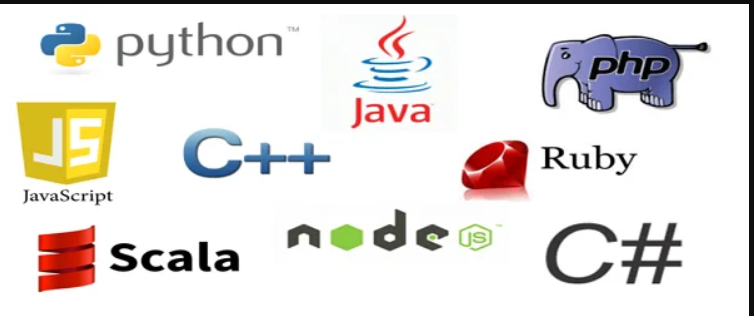 python™
Java
php
JS
JavaScript
C++
Ruby
Scala
node
JS
C#